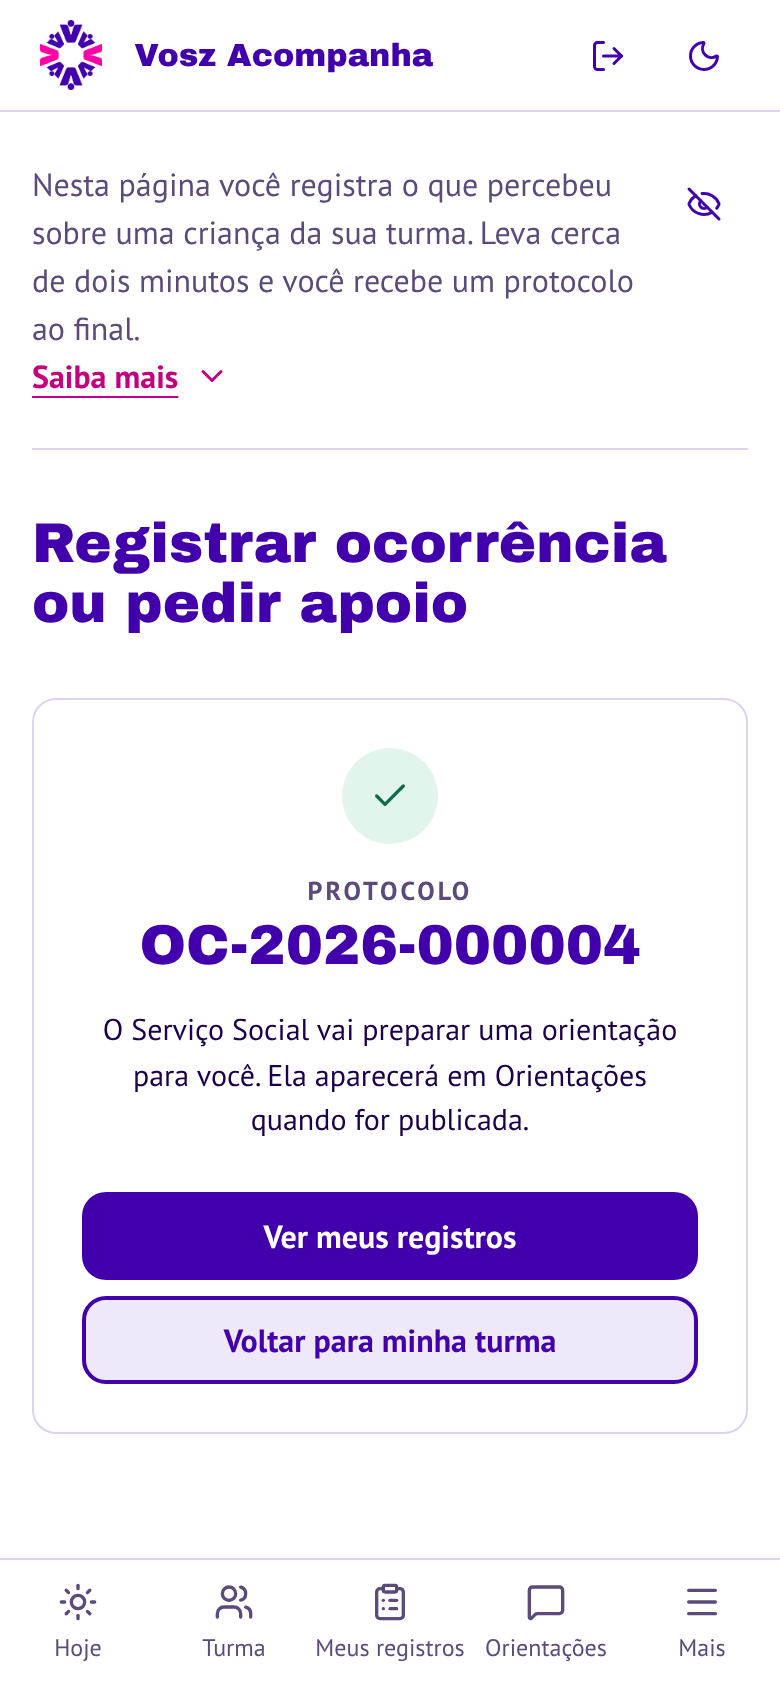 Vosz Acompanha
Nesta página você registra o que percebeu
sobre uma criança da sua turma. Leva cerca
de dois minutos e você recebe um protocolo
ao final.
Saiba mais
Registrar ocorrência
ou pedir apoio
PROTOCOLO
OC-2026-000004
O Serviço Social vai preparar uma orientação
para você. Ela aparecerá em Orientações
quando for publicada.
Ver meus registros
Voltar para minha turma
Hoje
Turma
Meus registros
Orientações
Mais